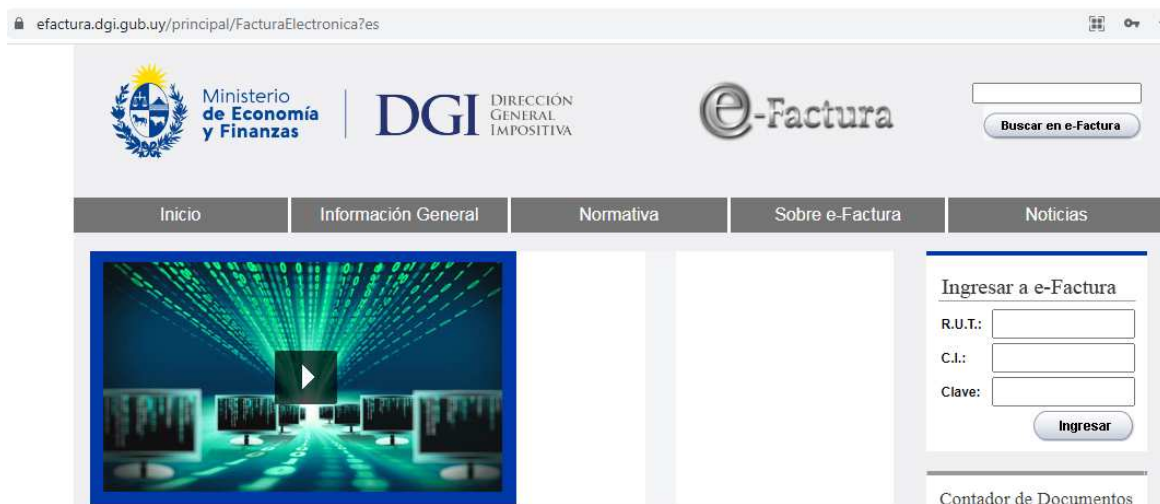 efactura.dgi.gub.uy/principal/FacturaElectronica?es
Ministerio
de Economía
y Finanzas
DGI
DIRECCIÓN
GENERAL
IMPOSITIVA
e-Factura
Buscar en e-Factura
Inicio
Información General
Normativa
Sobre e-Factura
Noticias
Ingresar a e-Factura
R.U.T.:
C.I.:
Clave:
Ingresar
Contador de Documentos